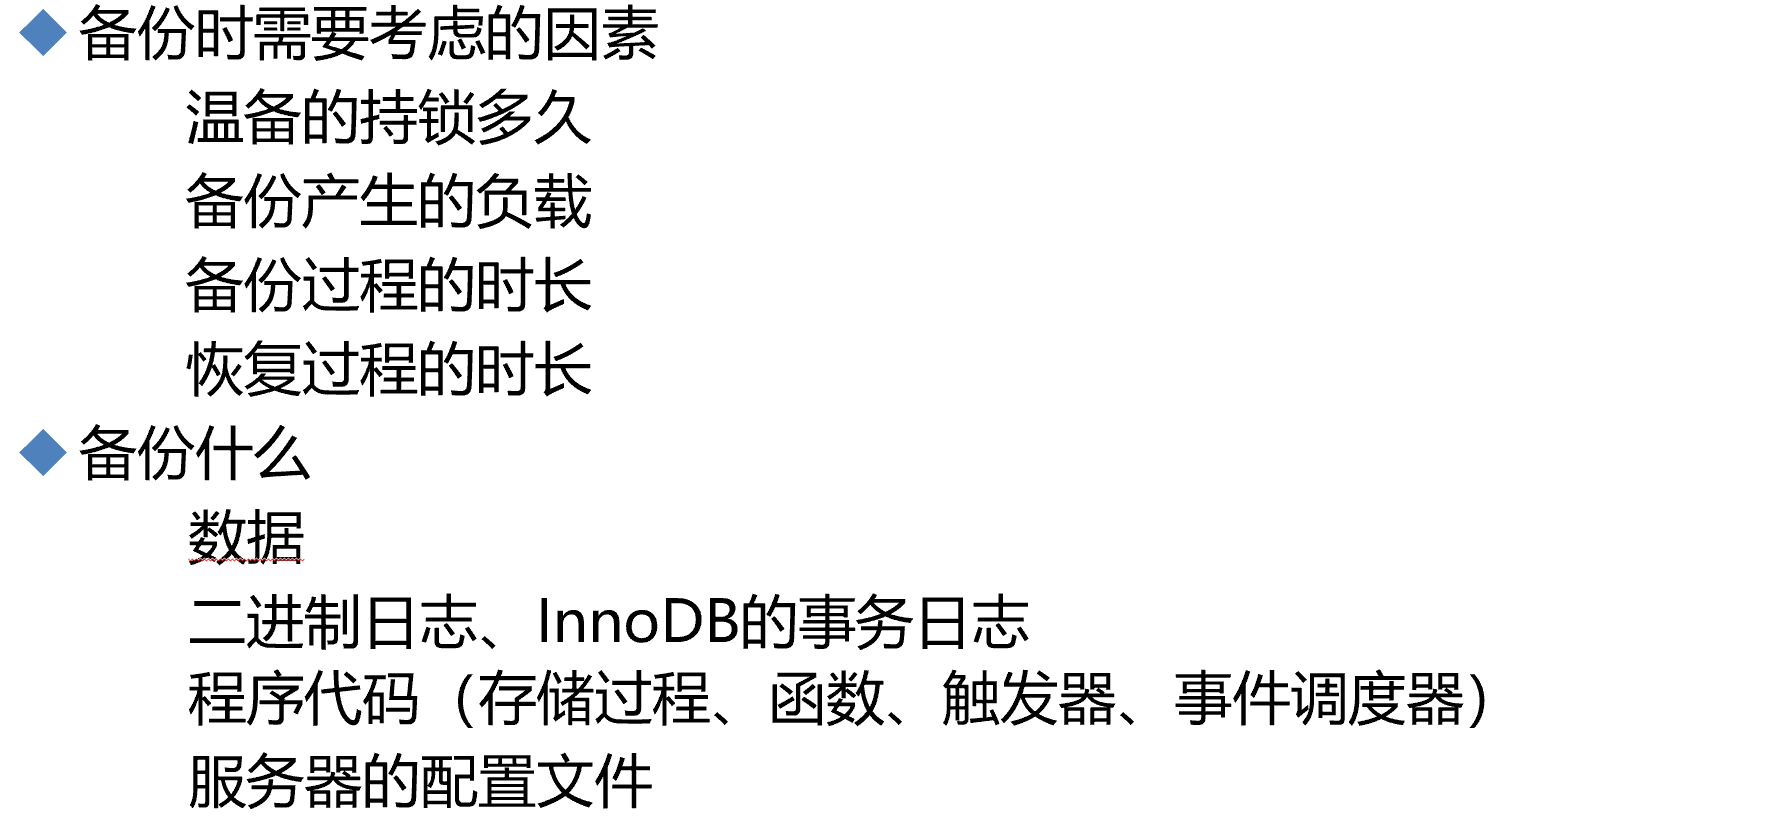 备份时需要考虑的因素
温备的持锁多久
备份产生的负载
备份过程的时长
恢复过程的时长
备份什么
数据
二进制日志、InnoDB的事务日志
程序代码（存储过程、函数、触发器、事件调度器）
服务器的配置文件